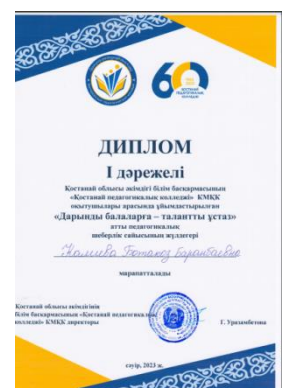 ДИПЛОМ
І дәрежелі
Қостанай облысы әкімдігі білім басқармасының
«Қостанай педагогикалық колледжі» КМҚК
оқытушылары арасында ұйымдастырылған
«Дарынды балаларға – талантты ұстаз»
атты педагогикалық
шеберлік сайысының жүлдегері
марапатталады
Қостанай облысы әкімдігінің
білім басқармасының «Қостанай педагогикалық
колледжі» КМҚК директоры
Г. Уразамбетова
сәуір, 2023 ж.